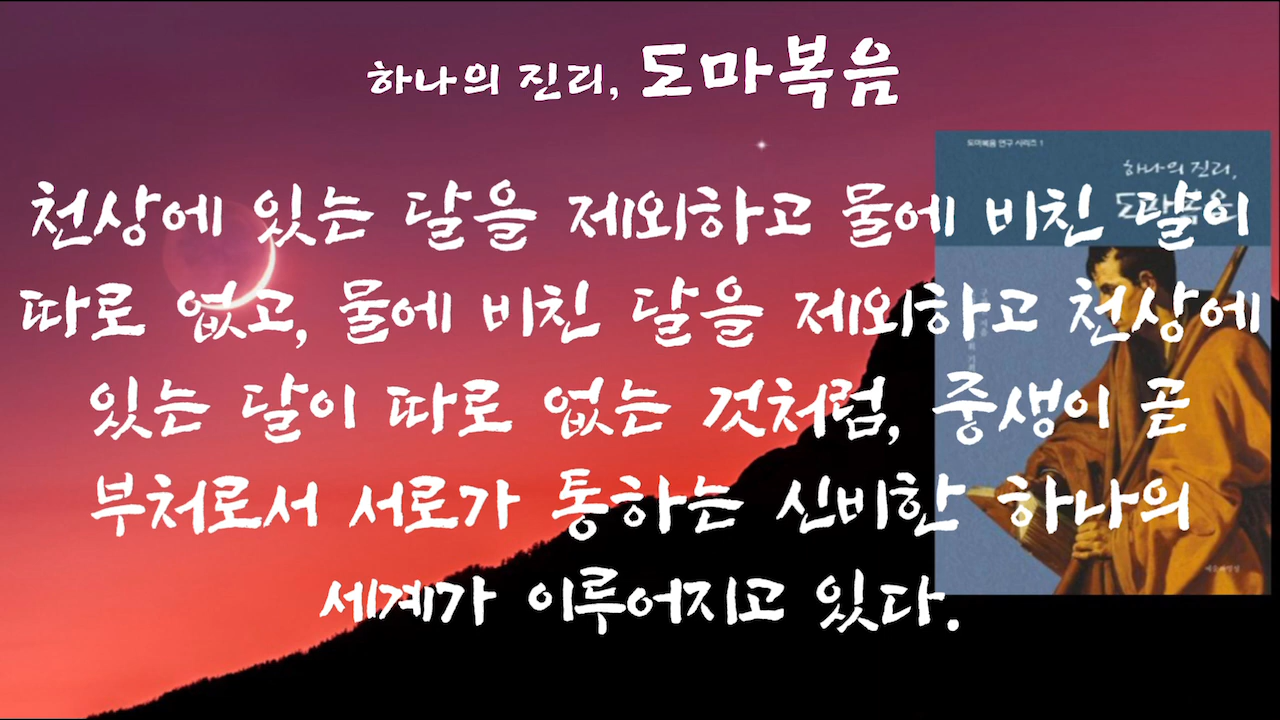 하나의 진리, 도마복음
도마복음 연구 시리즈 1
하나의 진리,
도마복음
천상에 있는 달을 제외하고 물에 비친 달이
따로 없고, 물에 비친 달을 제외하고 천상에
있는 달이 따로 없는 것처럼, 중생이 곧
부처로서 서로가 통하는 신비한 하나의
세계가 이루어지고 있다.